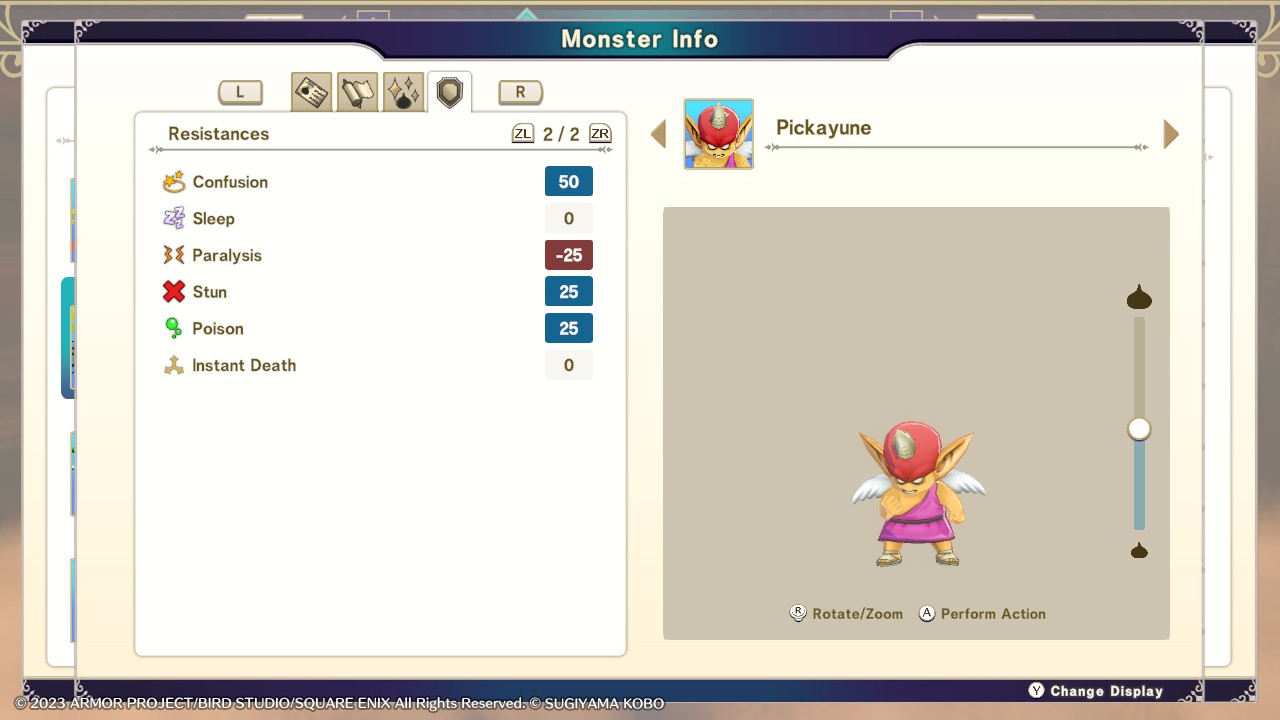 Monster Info
L
R
Resistances
ZL 2 / 2 ZR
Pickayune
Confusion 50
Sleep 0
Paralysis -25
Stun 25
Poison 25
Instant Death 0
R Rotate/Zoom A Perform Action
Y Change Display
© 2023 ARMOR PROJECT/BIRD STUDIO/SQUARE ENIX All Rights Reserved. © SUGIYAMA KOBO